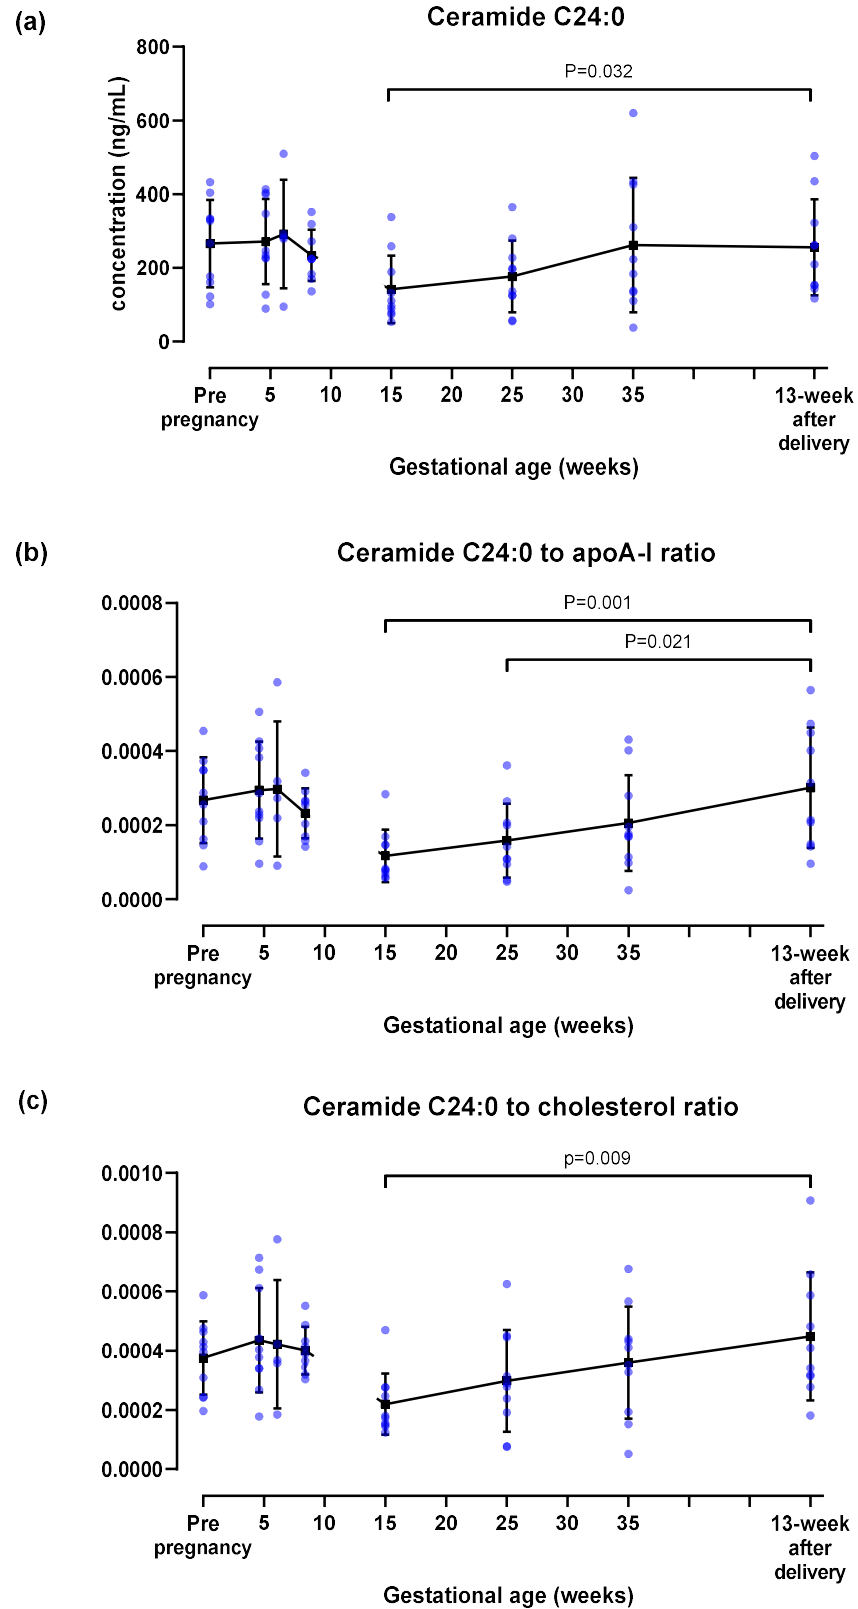 (a)
Ceramide C24:0
concentration (ng/mL)
800
600
400
200
0
P=0.032
Pre
pregnancy
5
10
15
20
25
30
35
13-week
after
delivery
Gestational age (weeks)
(b)
Ceramide C24:0 to apoA-I ratio
0.0008
0.0006
0.0004
0.0002
0.0000
P=0.001
P=0.021
Pre
pregnancy
5
10
15
20
25
30
35
13-week
after
delivery
Gestational age (weeks)
(c)
Ceramide C24:0 to cholesterol ratio
0.0010
0.0008
0.0006
0.0004
0.0002
0.0000
p=0.009
Pre
pregnancy
5
10
15
20
25
30
35
13-week
after
delivery
Gestational age (weeks)